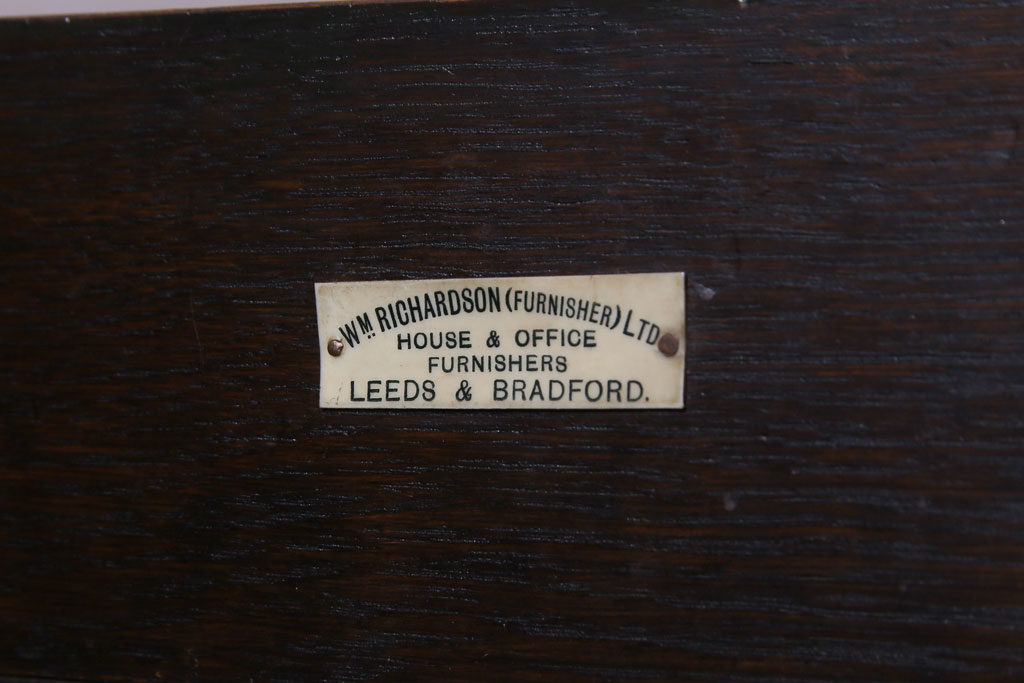 WM. RICHARDSON (FURNISHER) LTD
HOUSE & OFFICE
FURNISHERS
LEEDS & BRADFORD.